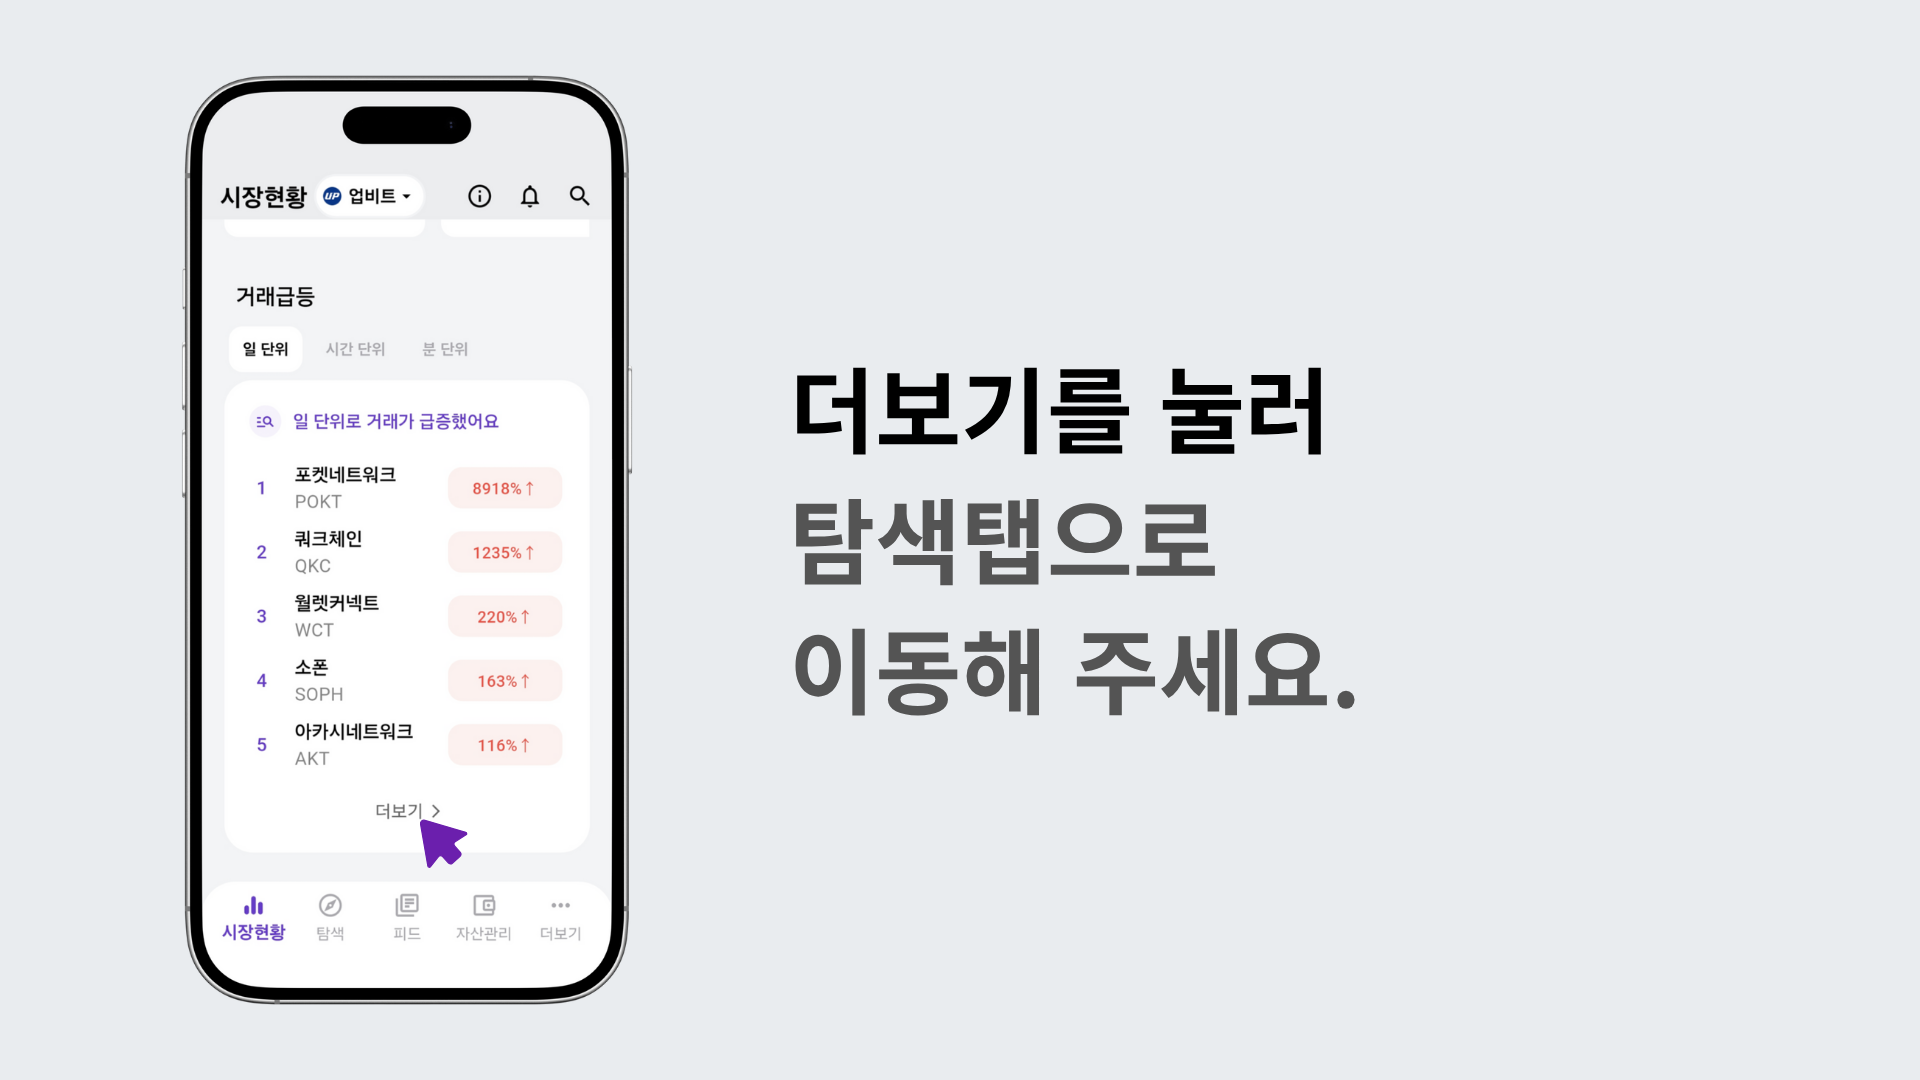 시장현황
UP 업비트
거래급등
일 단위 시간 단위 분 단위
일 단위로 거래가 급증했어요
1 포켓네트워크 8918%↑
POKT
2 쿼크체인 1235%↑
QKC
3 월렛커넥트 220%↑
WCT
4 소폰 163%↑
SOPH
5 아카시네트워크 116%↑
AKT
더보기 >
시장현황 탐색 피드 자산관리 더보기
더보기를 눌러
탐색탭으로
이동해 주세요.